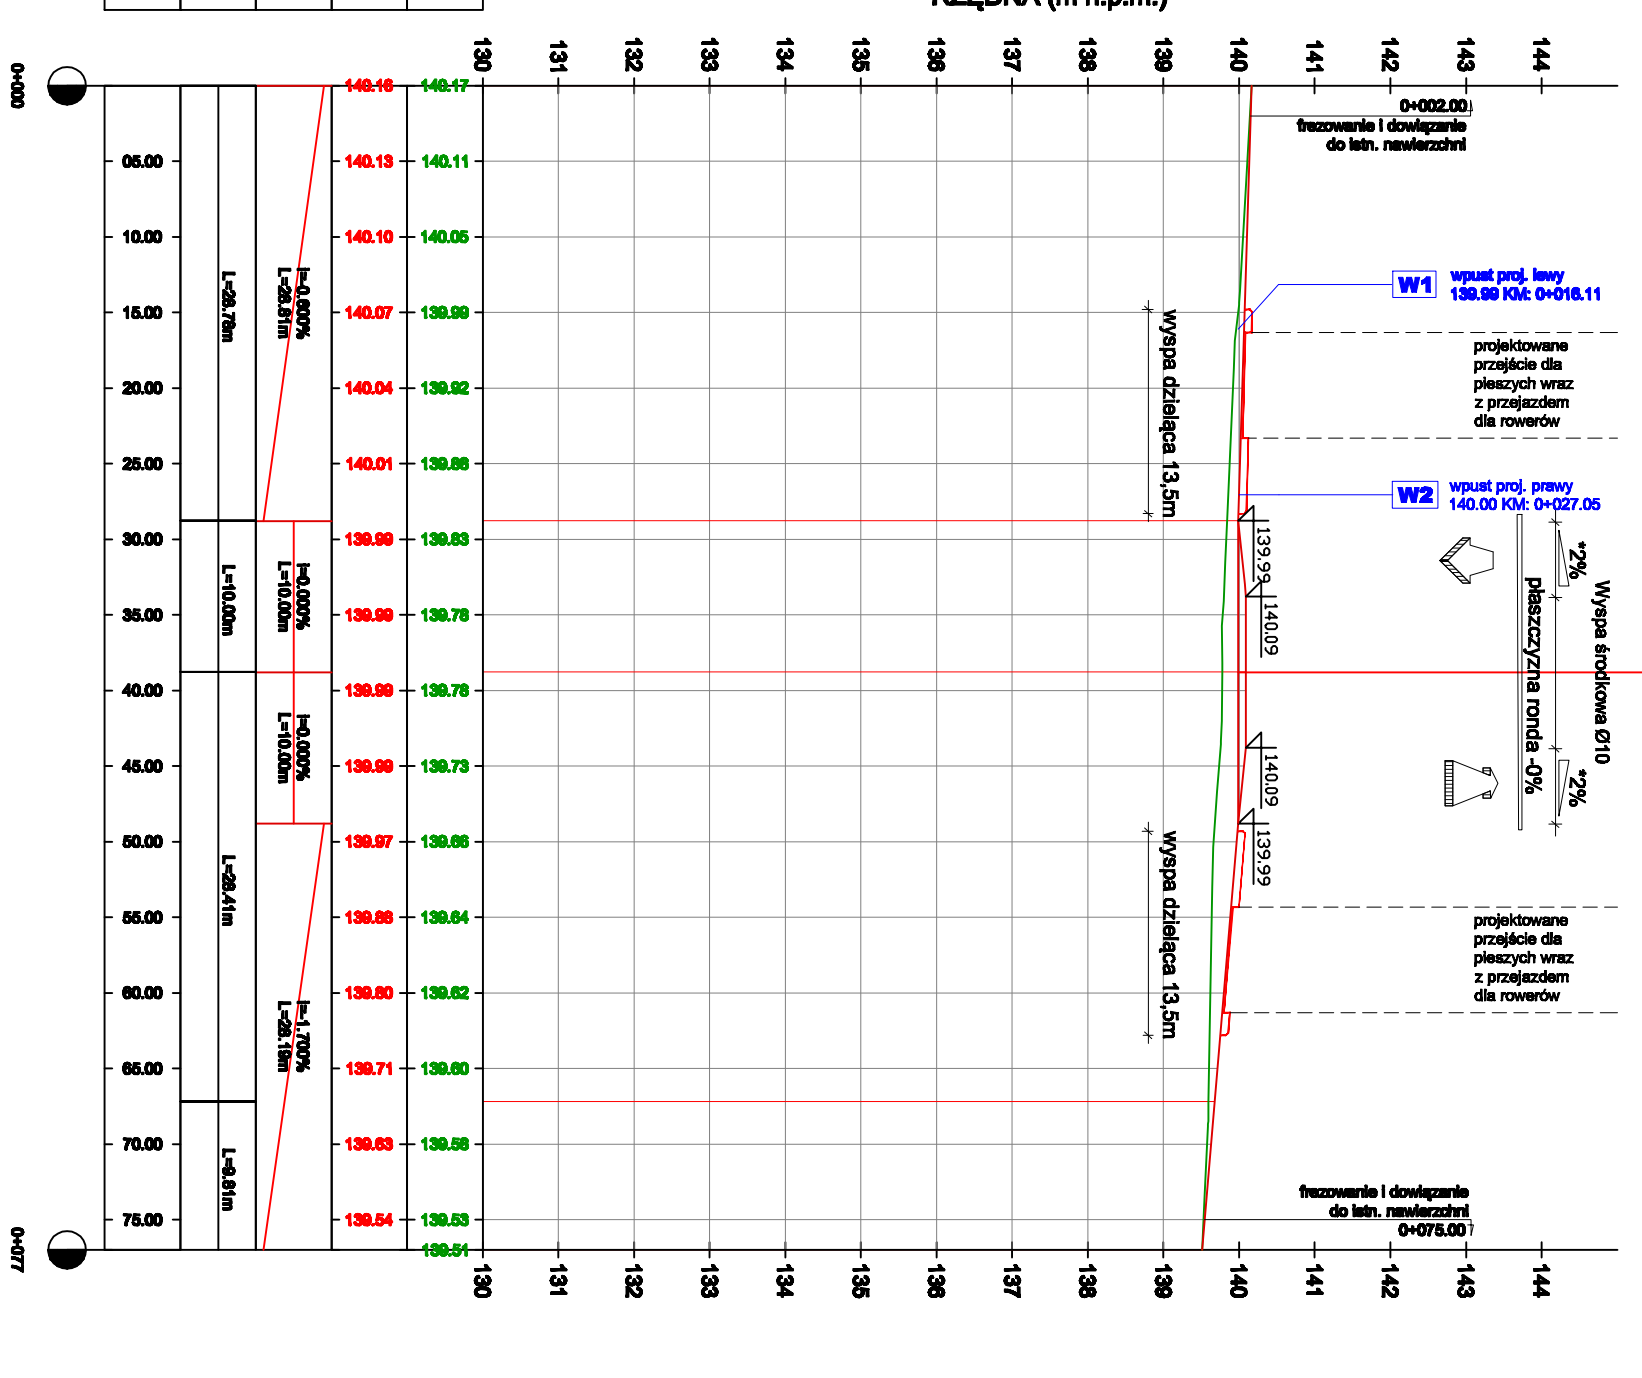 RZĘDNA (m n.p.m.)
130 131 132 133 134 135 136 137 138 139 140 141 142 143 144
0+000
140.16 140.17
0+002.00
frezowanie i dowiązanie
do istn. nawierzchni
05.00 140.13 140.11
10.00 140.10 140.05
L=28.78m
i=-0.600%
L=28.81m
W1
wpust proj. lewy
139.99 KM: 0+016.11
15.00 140.07 139.99
wyspa dzieląca 13,5m
projektowane
przejście dla
pieszych wraz
z przejazdem
dla rowerów
20.00 140.04 139.92
25.00 140.01 139.88
W2
wpust proj. prawy
140.00 KM: 0+027.05
30.00 139.99 139.83
139.99
*2%
Wyspa środkowa Ø10
płaszczyzna ronda -0%
L=10.00m
i=0.000%
L=10.00m
35.00 139.99 139.78
140.09
40.00 139.99 139.78
i=0.000%
L=10.00m
45.00 139.99 139.73
140.09
*2%
139.99
50.00 139.97 139.66
wyspa dzieląca 13,5m
L=28.41m
55.00 139.88 139.64
projektowane
przejście dla
pieszych wraz
z przejazdem
dla rowerów
60.00 139.80 139.62
i=-1.700%
L=28.19m
65.00 139.71 139.60
70.00 139.63 139.58
L=9.81m
frezowanie i dowiązanie
do istn. nawierzchni
0+075.00
75.00 139.54 139.53
139.51
0+077
130 131 132 133 134 135 136 137 138 139 140 141 142 143 144